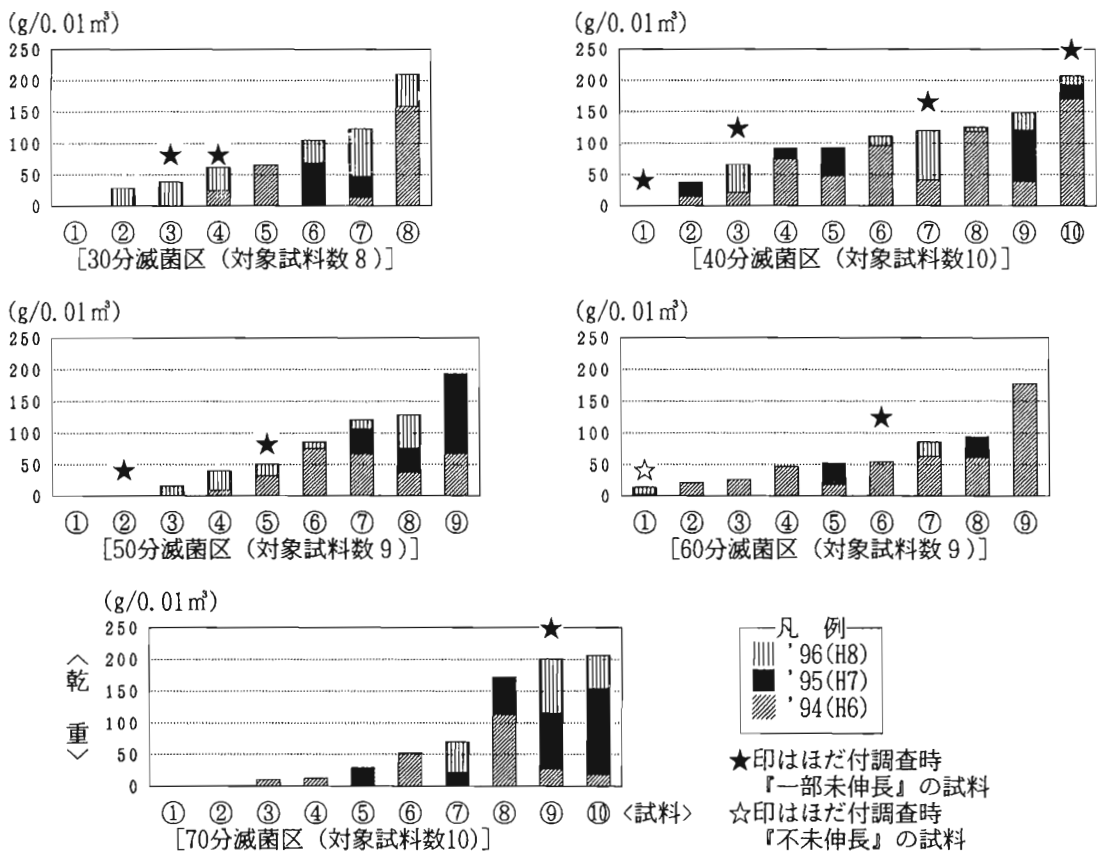 (g/0.01㎥)
250
200
150
100
50
0
① ② ③ ④ ⑤ ⑥ ⑦ ⑧
[30分滅菌区（対象試料数8）]
(g/0.01㎥)
250
200
150
100
50
0
① ② ③ ④ ⑤ ⑥ ⑦ ⑧ ⑨ ⑩
[40分滅菌区（対象試料数10）]
(g/0.01㎥)
250
200
150
100
50
0
① ② ③ ④ ⑤ ⑥ ⑦ ⑧ ⑨
[50分滅菌区（対象試料数9）]
(g/0.01㎥)
250
200
150
100
50
0
① ② ③ ④ ⑤ ⑥ ⑦ ⑧ ⑨
[60分滅菌区（対象試料数9）]
(g/0.01㎥)
〈乾重〉
250
200
150
100
50
0
① ② ③ ④ ⑤ ⑥ ⑦ ⑧ ⑨ ⑩ 〈試料〉
[70分滅菌区（対象試料数10）]
凡 例
'96(H8)
'95(H7)
'94(H6)
★印はほだ付調査時
『一部未伸長』の試料
☆印はほだ付調査時
『不未伸長』の試料